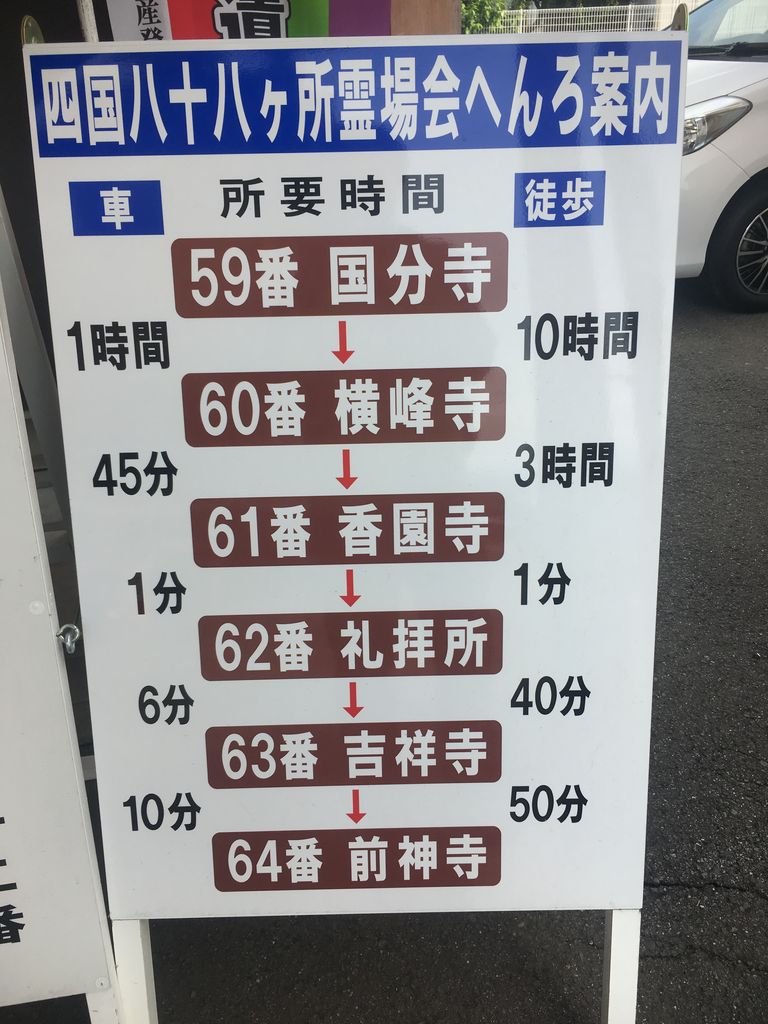 産発
遺
四国八十八ヶ所霊場会へんろ案内
車 所要時間 徒歩
59番 国分寺
1時間 ↓ 10時間
60番 横峰寺
45分 ↓ 3時間
61番 香園寺
1分 ↓ 1分
62番 礼拝所
6分 ↓ 40分
63番 吉祥寺
10分 ↓ 50分
64番 前神寺
番